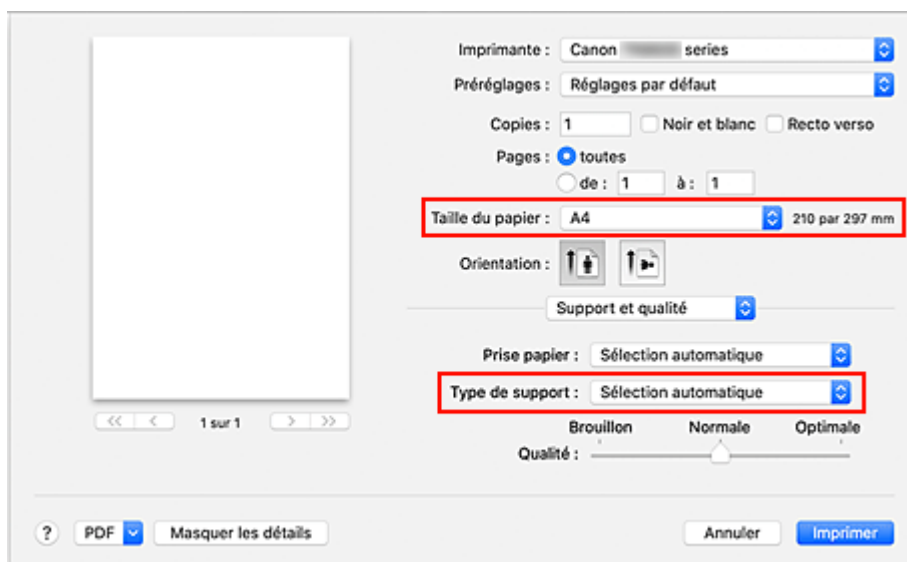 Imprimante : Canon series
Préréglages : Réglages par défaut
Copies : 1 Noir et blanc Recto verso
Pages : toutes
de : 1 à : 1
Taille du papier : A4 210 par 297 mm
Orientation :
Support et qualité
Prise papier : Sélection automatique
Type de support : Sélection automatique
<< < 1 sur 1 > >>
Brouillon Normale Optimale
Qualité :
? PDF Masquer les détails Annuler Imprimer